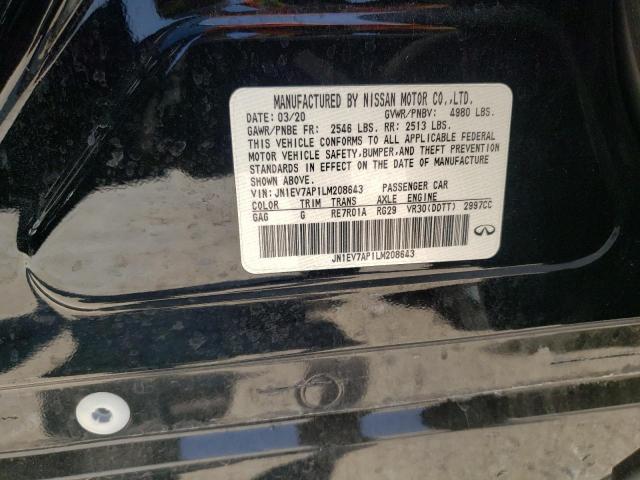 MANUFACTURED BY NISSAN MOTOR CO.,LTD.
DATE: 03/20 GVWR/PNBV: 4980 LBS.
GAWR/PNBE FR: 2546 LBS. RR: 2513 LBS.
THIS VEHICLE CONFORMS TO ALL APPLICABLE FEDERAL
MOTOR VEHICLE SAFETY, BUMPER, AND THEFT PREVENTION
STANDARDS IN EFFECT ON THE DATE OF MANUFACTURE
SHOWN ABOVE.
VIN: JN1EV7AP1LM208643 PASSENGER CAR
COLOR TRIM TRANS AXLE ENGINE
GAG G RE7R01A RG29 VR30(DDTT) 2997CC
JN1EV7AP1LM208643